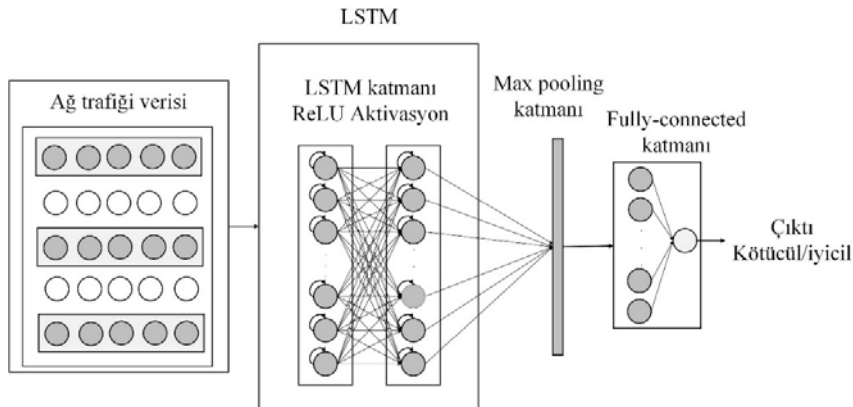 LSTM
Ağ trafiği verisi
LSTM katmanı
ReLU Aktivasyon
Max pooling
katmanı
Fully-connected
katmanı
Çıktı
Kötücül/iyicil